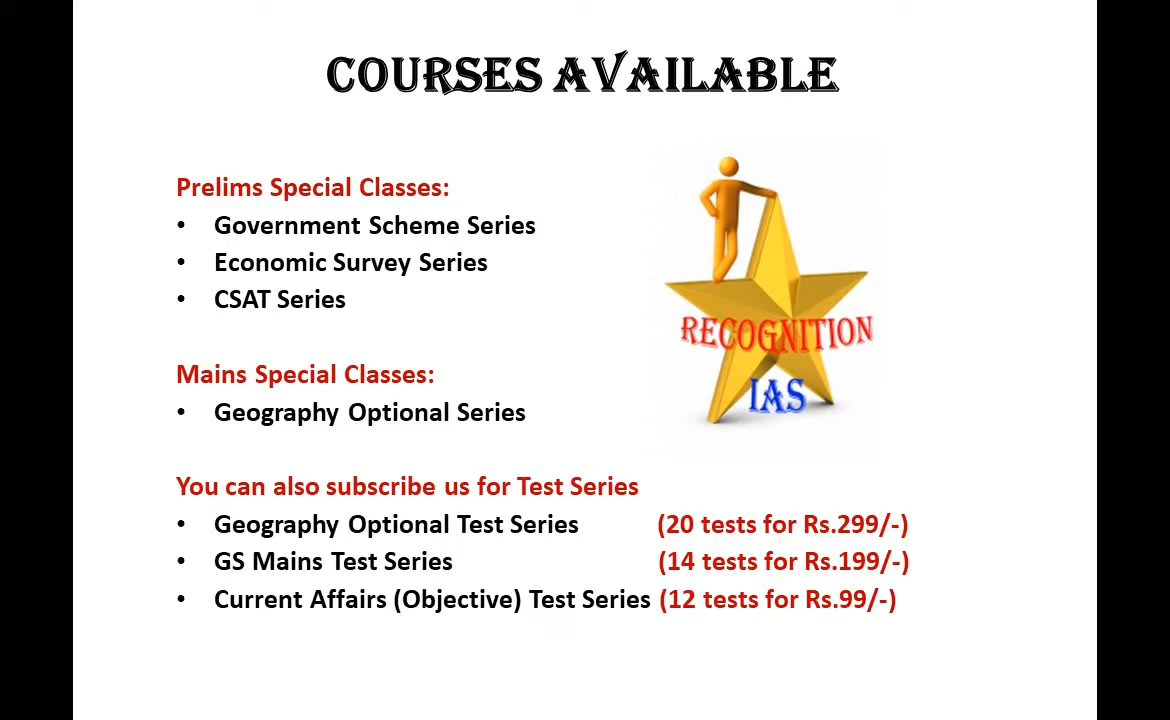 COURSES AVAILABLE
Prelims Special Classes:
• Government Scheme Series
• Economic Survey Series
• CSAT Series
RECOGNITION
IAS
Mains Special Classes:
• Geography Optional Series
You can also subscribe us for Test Series
• Geography Optional Test Series (20 tests for Rs.299/-)
• GS Mains Test Series (14 tests for Rs.199/-)
• Current Affairs (Objective) Test Series (12 tests for Rs.99/-)